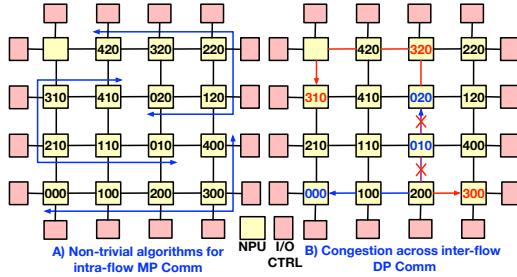 420 320 220
310 410 020 120
210 110 010 400
000 100 200 300
A) Non-trivial algorithms for
intra-flow MP Comm
NPU I/O
CTRL
420 320 220
310 410 020 120
210 110 010 400
000 100 200 300
B) Congestion across inter-flow
DP Comm